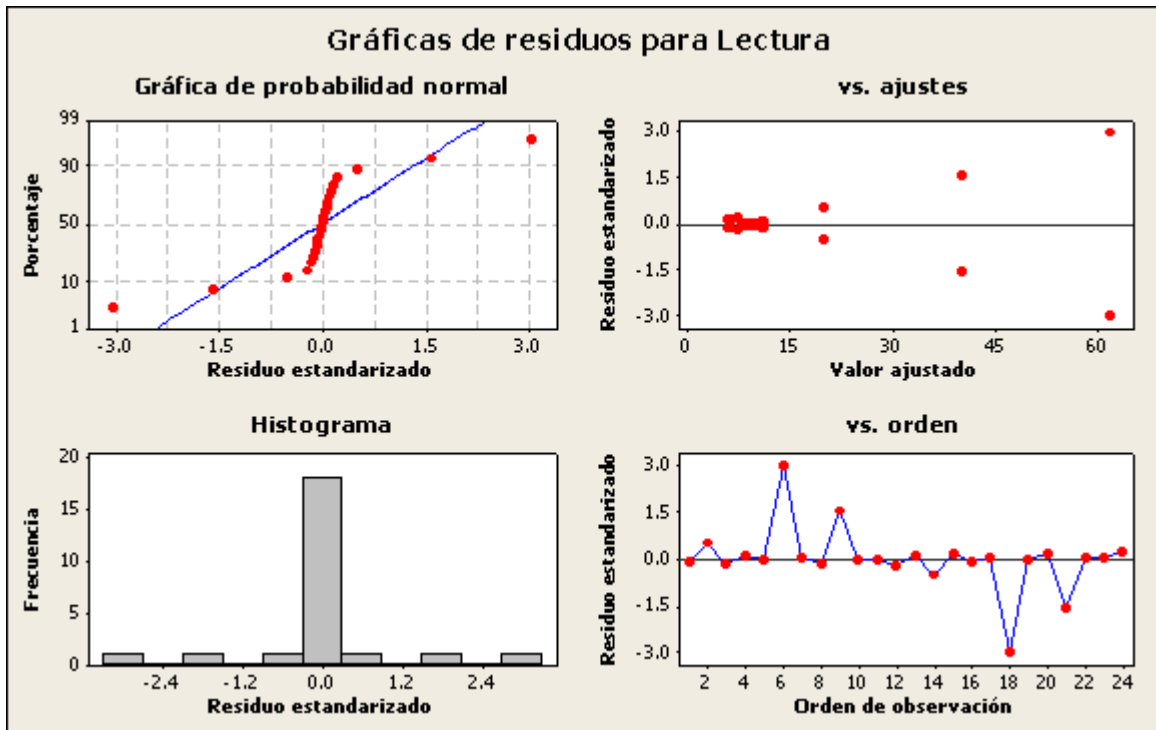 Gráficas de residuos para Lectura
Gráfica de probabilidad normal
99
90
50
10
1
Porcentaje
-3.0 -1.5 0.0 1.5 3.0
Residuo estandarizado
vs. ajustes
3.0
1.5
0.0
-1.5
-3.0
Residuo estandarizado
0 15 30 45 60
Valor ajustado
Histograma
20
15
10
5
0
Frecuencia
-2.4 -1.2 0.0 1.2 2.4
Residuo estandarizado
vs. orden
3.0
1.5
0.0
-1.5
-3.0
Residuo estandarizado
2 4 6 8 10 12 14 16 18 20 22 24
Orden de observación